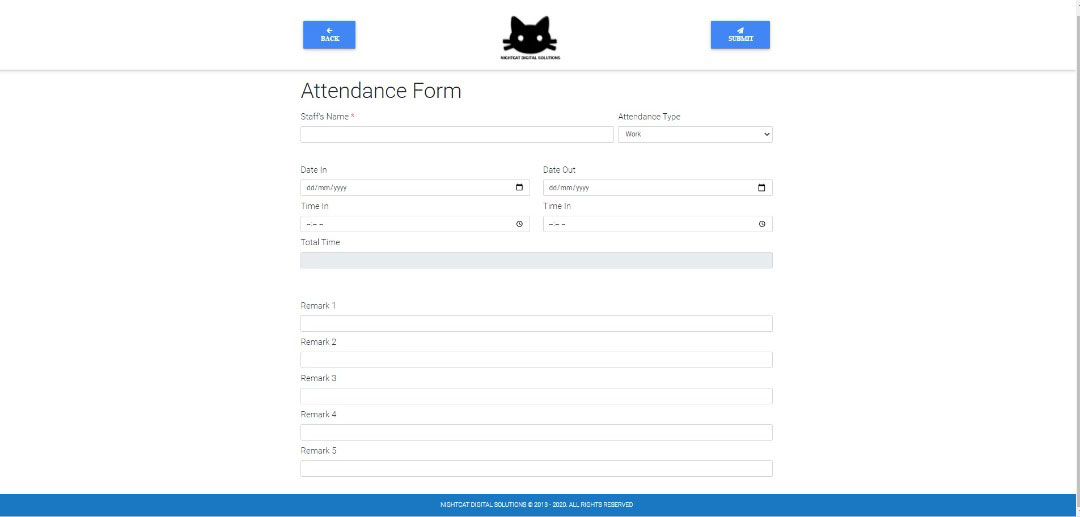 BACK
NIGHTCAT DIGITAL SOLUTIONS
SUBMIT
Attendance Form
Staff's Name *
Attendance Type
Work
Date In
Date Out
dd/mm/yyyy
dd/mm/yyyy
Time In
Time In
--:-- --
--:-- --
Total Time
Remark 1
Remark 2
Remark 3
Remark 4
Remark 5
NIGHTCAT DIGITAL SOLUTIONS © 2013 - 2020. ALL RIGHTS RESERVED